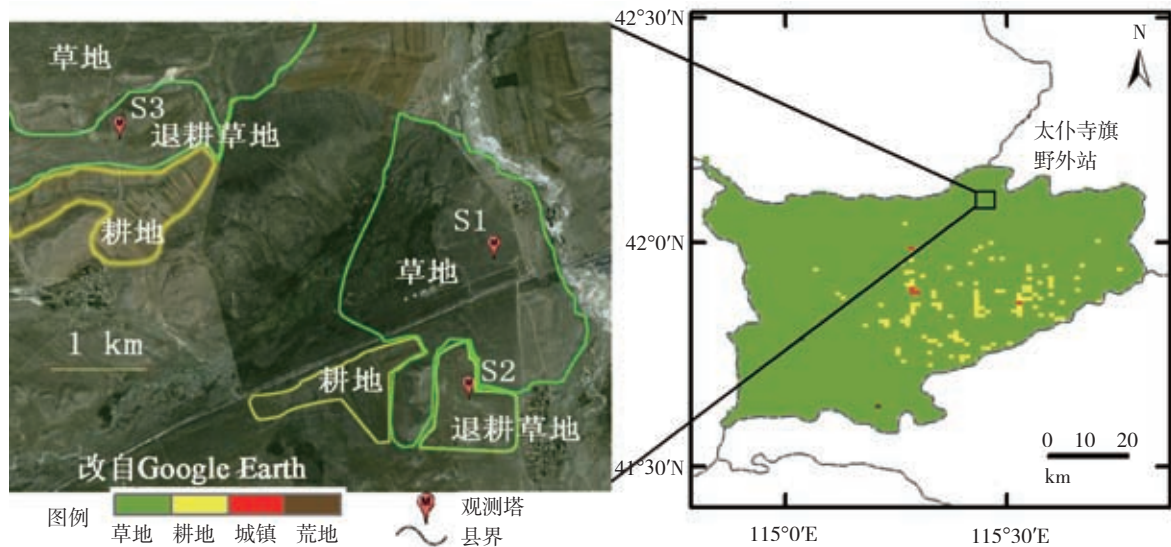 草地
S3
退耕草地
耕地
1 km
S1
草地
耕地
S2
退耕草地
改自Google Earth
42°30′N
42°0′N
41°30′N
115°0′E
115°30′E
N
太仆寺旗
野外站
0 10 20
km
图例
草地 耕地 城镇 荒地
观测塔
县界